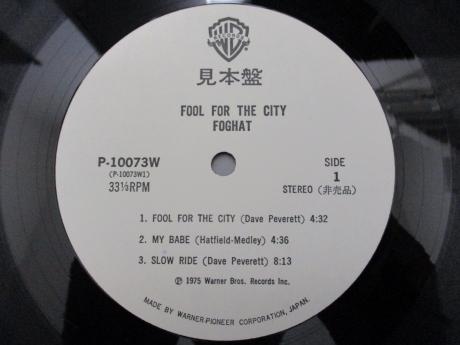 WB
RECORDS
見本盤
FOOL FOR THE CITY
FOGHAT
P-10073W
(P-10073W1)
33⅓RPM
SIDE
1
STEREO (非売品)
1. FOOL FOR THE CITY (Dave Peverett) 4:32
2. MY BABE (Hatfield-Medley) 4:36
3. SLOW RIDE (Dave Peverett) 8:13
℗ 1975 Warner Bros. Records Inc.
MADE BY WARNER-PIONEER CORPORATION, JAPAN.